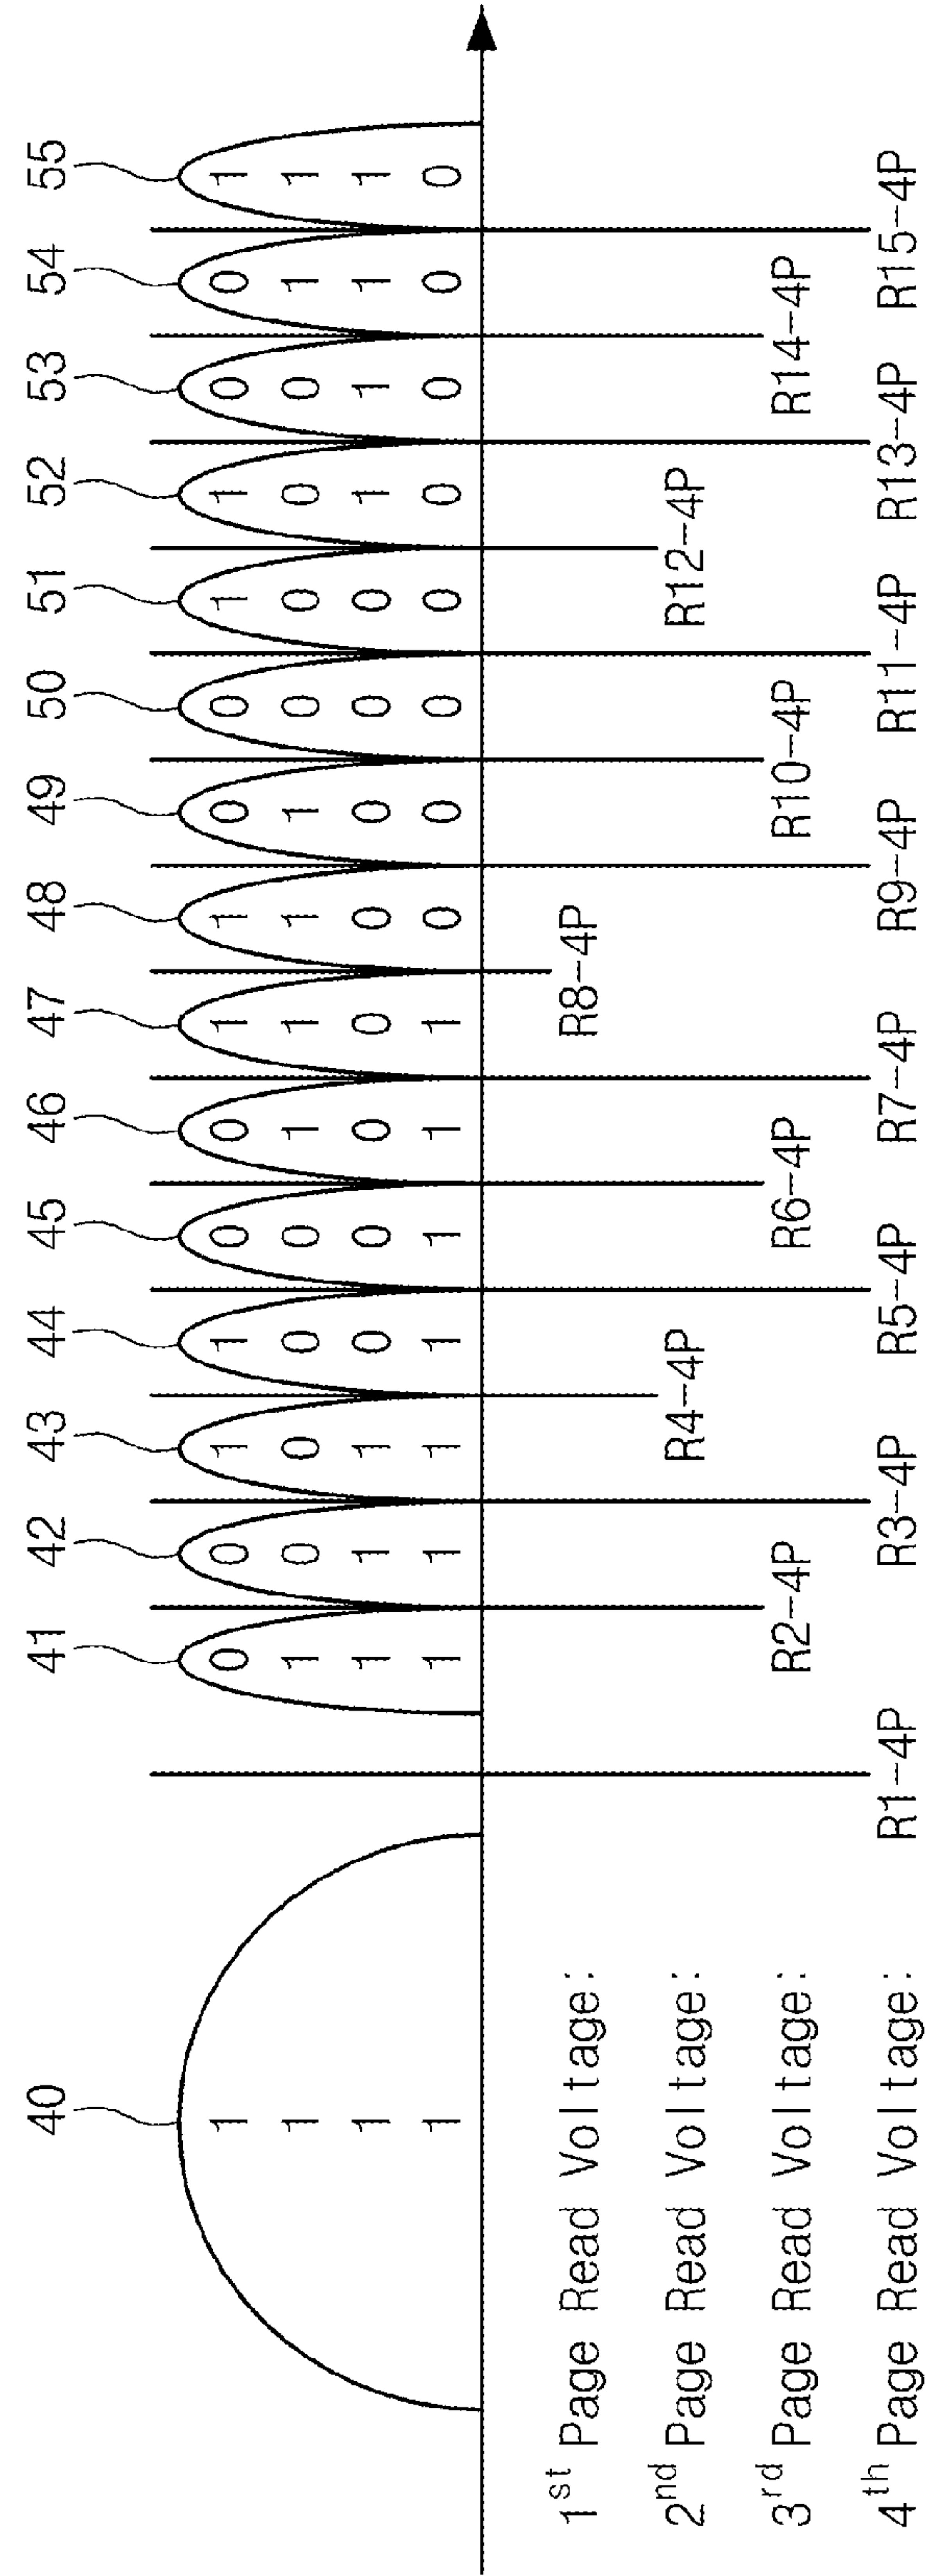 40 41 42 43 44 45 46 47 48 49 50 51 52 53 54 55
1 0 0 1 1 0 0 1 1 0 0 1 1 0 0 1
1 1 0 0 0 0 1 1 1 1 0 0 0 0 1 1
1 1 1 1 0 0 0 0 0 0 0 0 1 1 1 1
1 1 1 1 1 1 1 1 0 0 0 0 0 0 0 0
1st Page Read Voltage: R8-4P
2nd Page Read Voltage: R4-4P R12-4P
3rd Page Read Voltage: R2-4P R6-4P R10-4P R14-4P
4th Page Read Voltage: R1-4P R3-4P R5-4P R7-4P R9-4P R11-4P R13-4P R15-4P